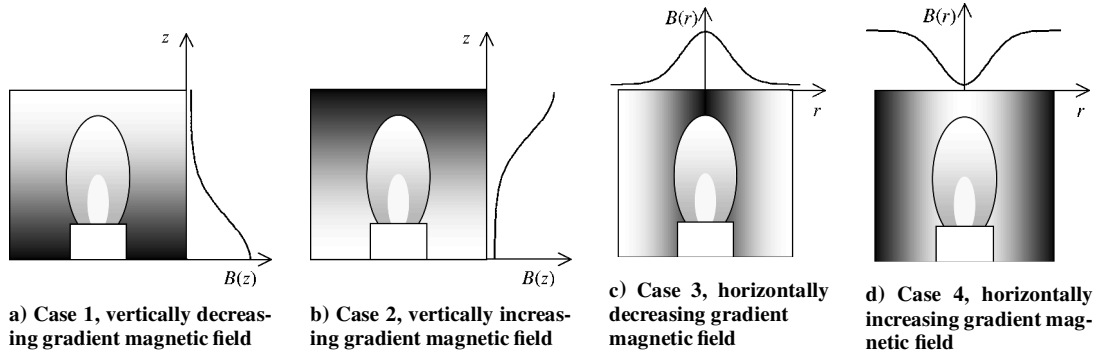 z
B(z)
a) Case 1, vertically decreas-
ing gradient magnetic field
z
B(z)
b) Case 2, vertically increas-
ing gradient magnetic field
B(r)
r
c) Case 3, horizontally
decreasing gradient
magnetic field
B(r)
r
d) Case 4, horizontally
increasing gradient mag-
netic field